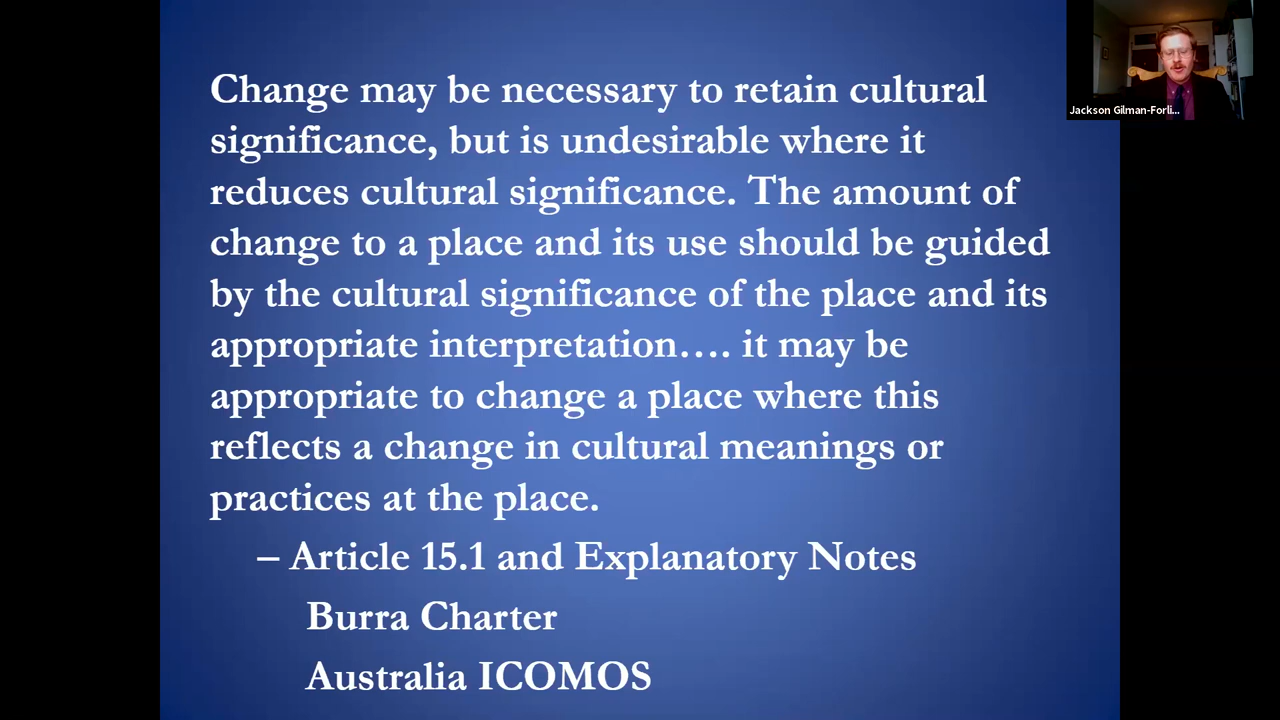 Change may be necessary to retain cultural
significance, but is undesirable where it
reduces cultural significance. The amount of
change to a place and its use should be guided
by the cultural significance of the place and its
appropriate interpretation…. it may be
appropriate to change a place where this
reflects a change in cultural meanings or
practices at the place.
– Article 15.1 and Explanatory Notes
Burra Charter
Australia ICOMOS
Jackson Gilman-Forli...